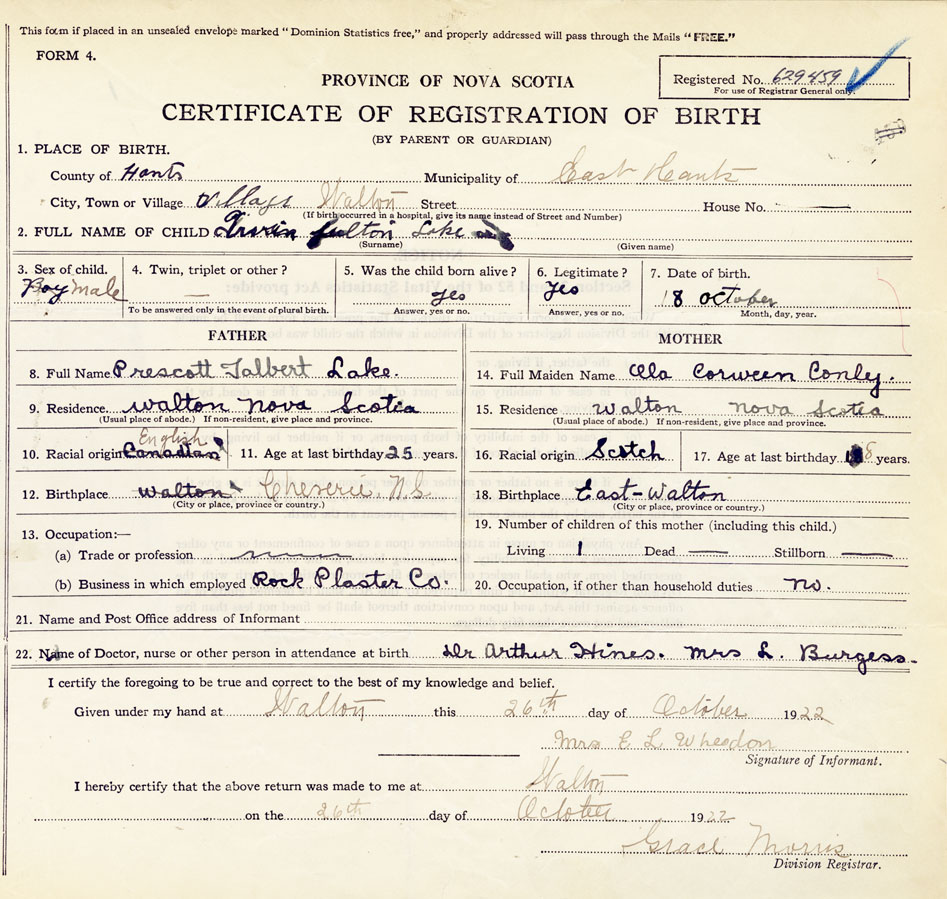 This form if placed in an unsealed envelope marked "Dominion Statistics free," and properly addressed will pass through the Mails "FREE."
FORM 4.
PROVINCE OF NOVA SCOTIA
Registered No. 629459
For use of Registrar General only.
CERTIFICATE OF REGISTRATION OF BIRTH
(BY PARENT OR GUARDIAN)
1. PLACE OF BIRTH.
County of Hants Municipality of East Hants
City, Town or Village Village Walton Street House No. —
(If birth occurred in a hospital, give its name instead of Street and Number)
2. FULL NAME OF CHILD Irvin fulton Lake
(Surname) (Given name)
3. Sex of child. 4. Twin, triplet or other? 5. Was the child born alive? 6. Legitimate? 7. Date of birth.
Boy male — yes yes 18 october
To be answered only in the event of plural birth. Answer, yes or no. Answer, yes or no. Month, day, year.
FATHER MOTHER
8. Full Name Prescott Talbert Lake. 14. Full Maiden Name Ola Corween Conley.
9. Residence walton Nova Scotia 15. Residence Walton nova Scotia
(Usual place of abode.) If non-resident, give place and province. (Usual place of abode.) If non-resident, give place and province.
English
10. Racial origin Canadian 11. Age at last birthday 25 years. 16. Racial origin Scotch 17. Age at last birthday 18 years.
12. Birthplace walton Cheverie, N.S 18. Birthplace East-Walton
(City or place, province or country.) (City or place, province or country.)
13. Occupation:— 19. Number of children of this mother (including this child.)
(a) Trade or profession Living 1 Dead — Stillborn —
(b) Business in which employed Rock Plaster Co. 20. Occupation, if other than household duties no.
21. Name and Post Office address of Informant
22. Name of Doctor, nurse or other person in attendance at birth Dr Arthur Hines. mrs L. Burgess.
I certify the foregoing to be true and correct to the best of my knowledge and belief.
Given under my hand at Walton this 26th day of October 1922
Mrs E L Wheedon
Signature of Informant.
I hereby certify that the above return was made to me at Walton
on the 26th day of October 1922
Grace Morris
Division Registrar.